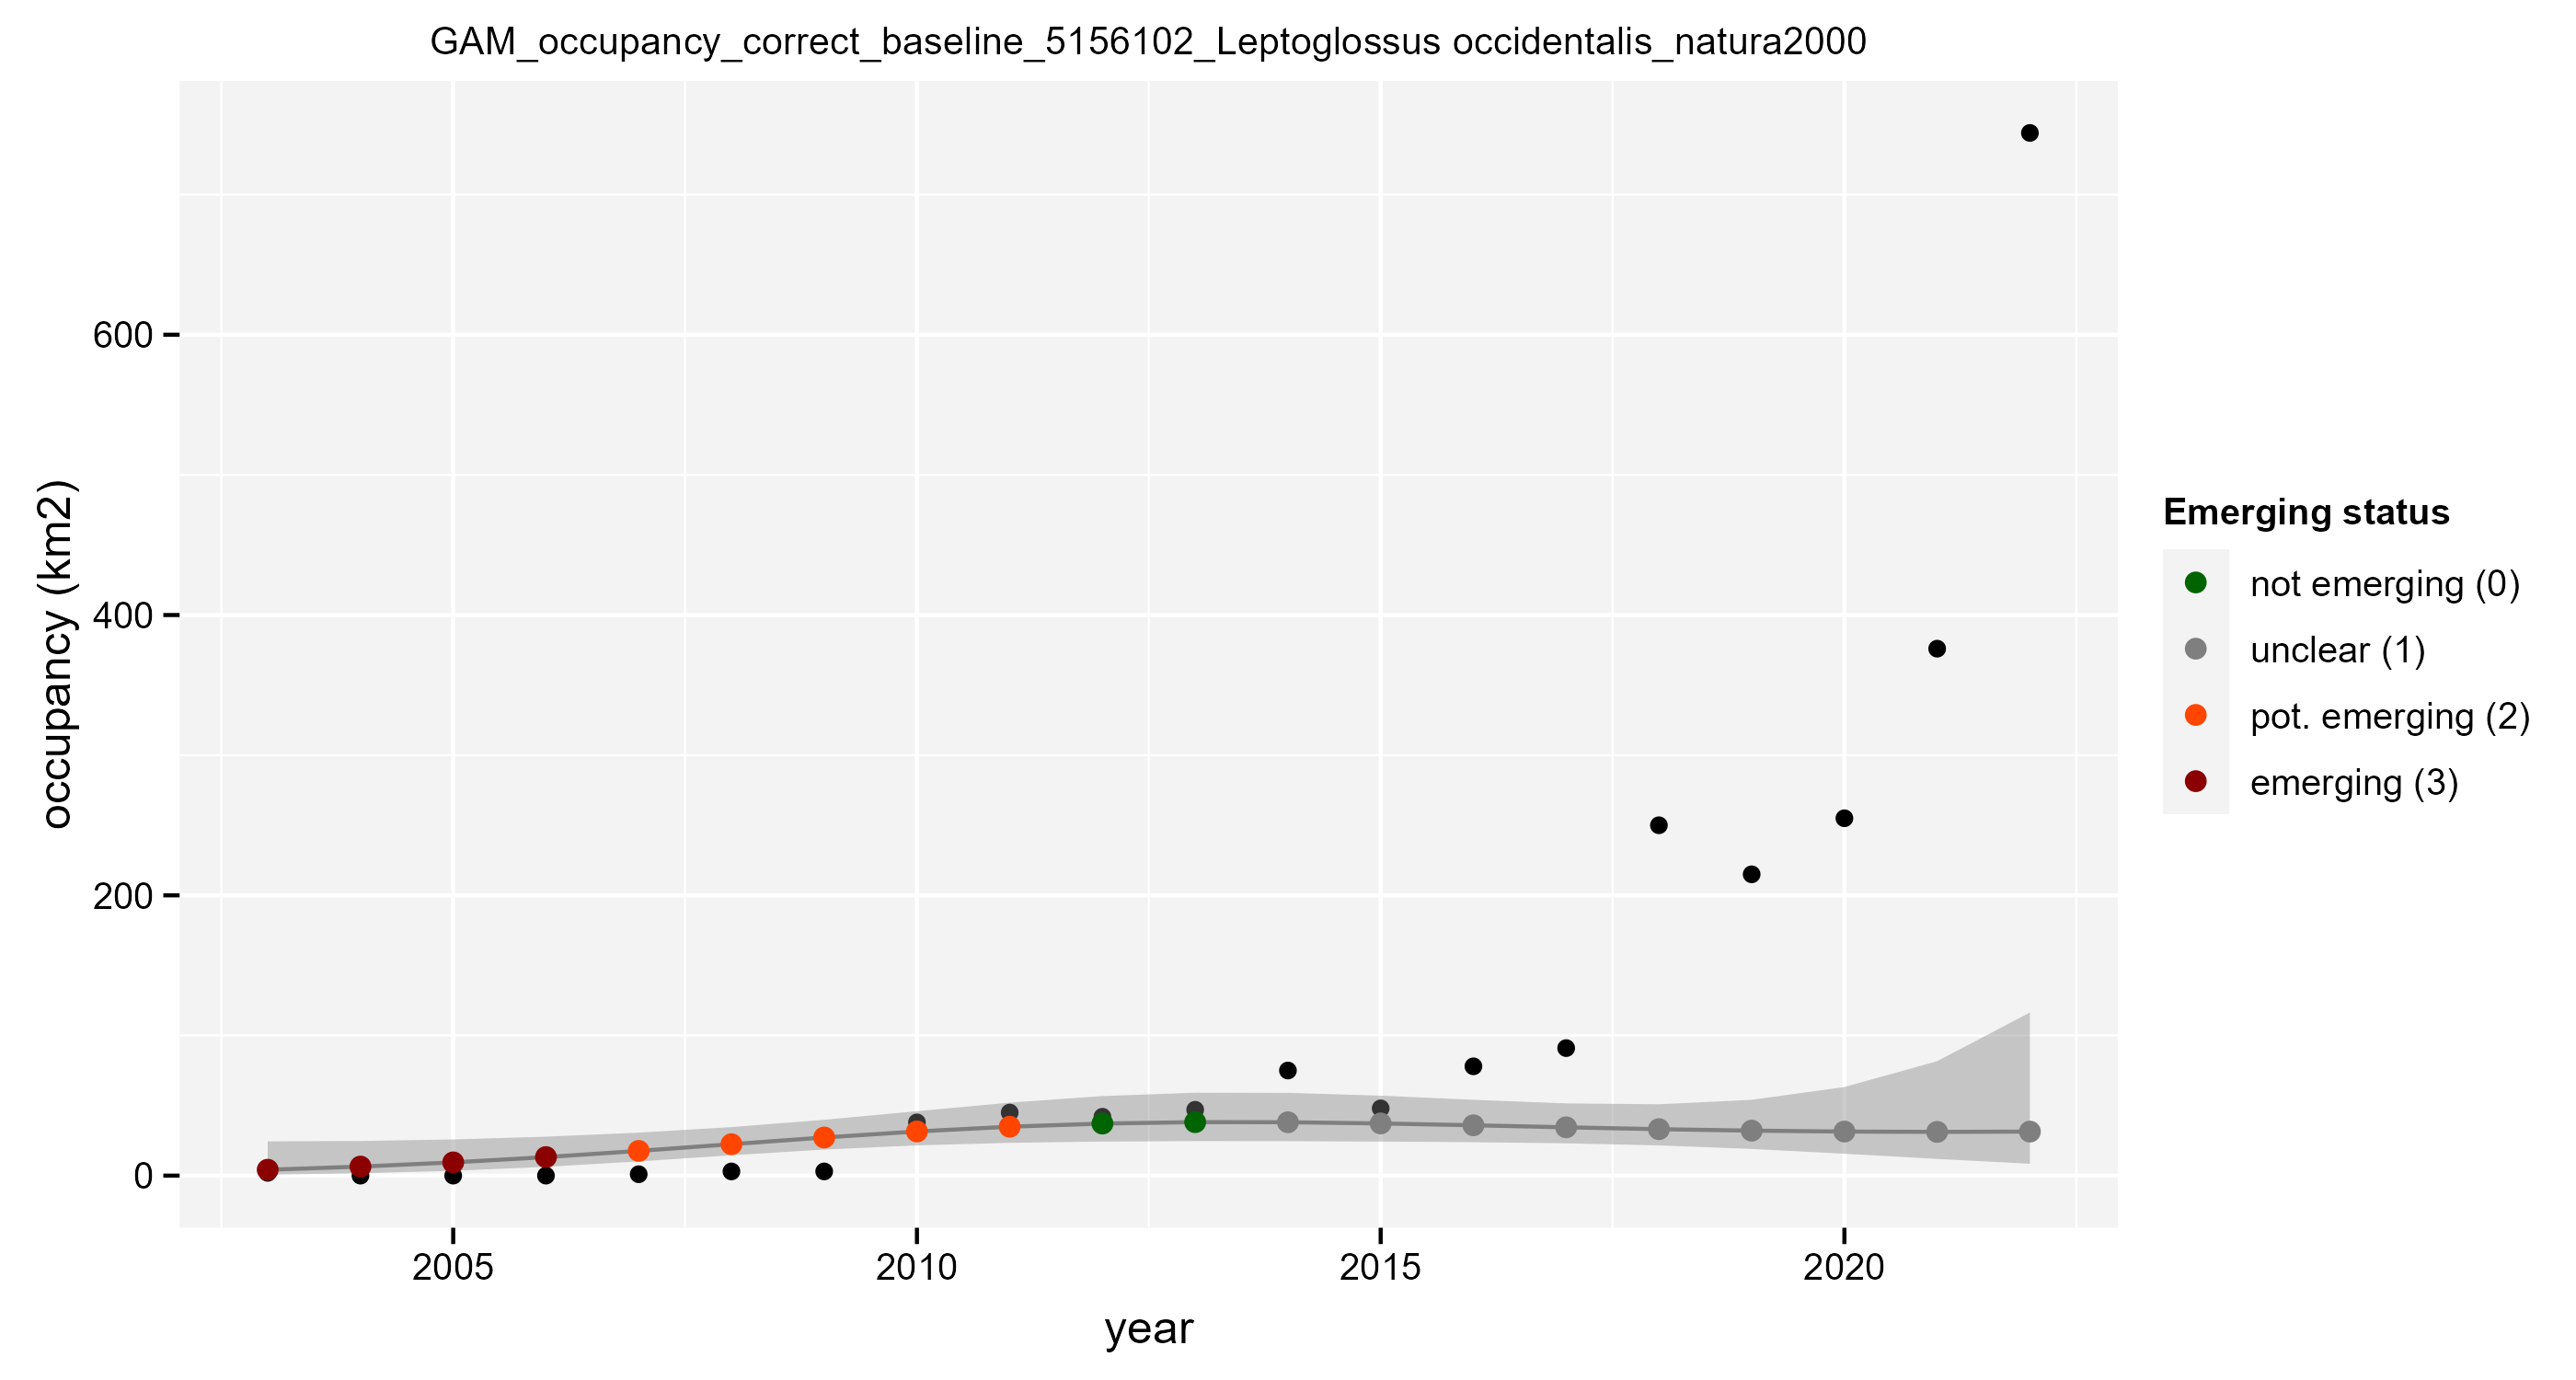 GAM_occupancy_correct_baseline_5156102_Leptoglossus occidentalis_natura2000
occupancy (km2)
600
400
200
0
2005
2010
2015
2020
year
Emerging status
not emerging (0)
unclear (1)
pot. emerging (2)
emerging (3)